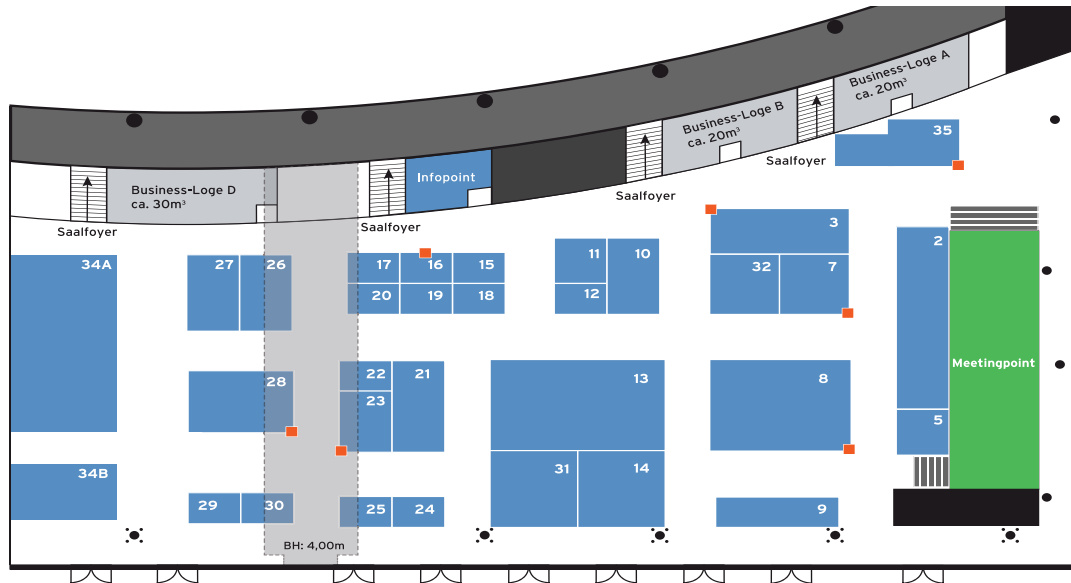 Business-Loge A
ca. 20m³
Business-Loge B
ca. 20m³
35
Saalfoyer
Infopoint
Business-Loge D
ca. 30m³
Saalfoyer
Saalfoyer
Saalfoyer
3
2
34A
27
26
17
16
15
11
10
32
7
20
19
18
12
Meetingpoint
22
21
13
8
28
23
5
34B
31
14
29
30
25
24
9
BH: 4,00m